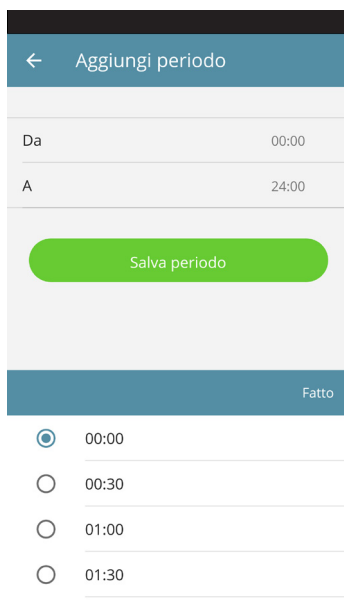 Aggiungi periodo
Da 00:00
A 24:00
Salva periodo
Fatto
00:00
00:30
01:00
01:30